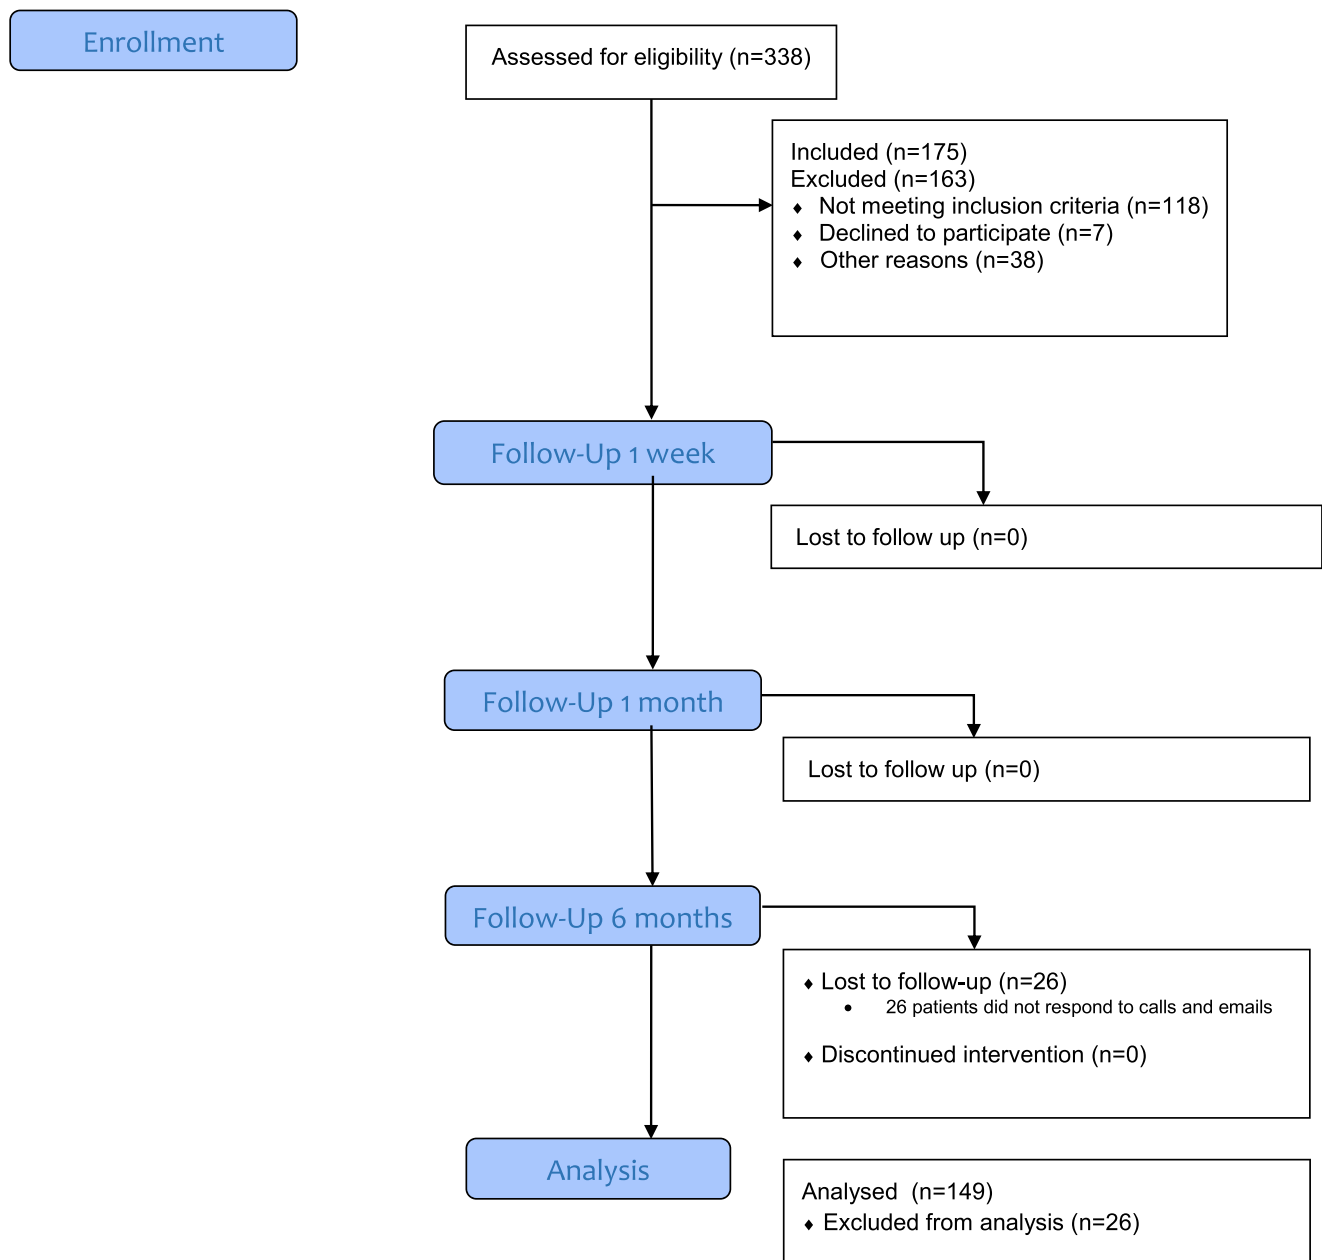 Enrollment
Assessed for eligibility (n=338)
Included (n=175)
Excluded (n=163)
♦ Not meeting inclusion criteria (n=118)
♦ Declined to participate (n=7)
♦ Other reasons (n=38)
Follow-Up 1 week
Lost to follow up (n=0)
Follow-Up 1 month
Lost to follow up (n=0)
Follow-Up 6 months
♦ Lost to follow-up (n=26)
• 26 patients did not respond to calls and emails
♦ Discontinued intervention (n=0)
Analysis
Analysed (n=149)
♦ Excluded from analysis (n=26)